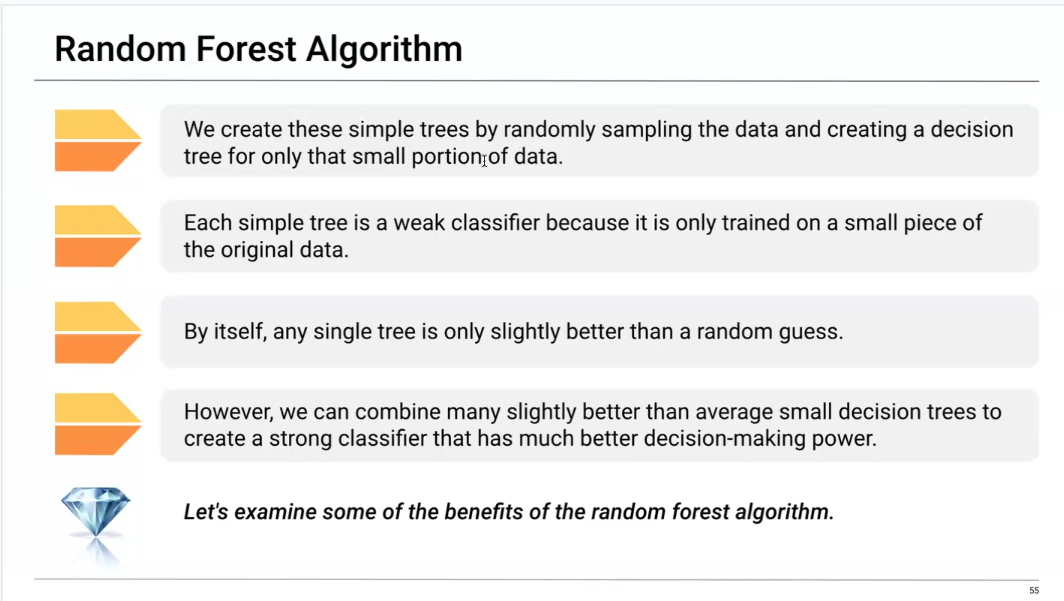 Random Forest Algorithm
We create these simple trees by randomly sampling the data and creating a decision
tree for only that small portion of data.
Each simple tree is a weak classifier because it is only trained on a small piece of
the original data.
By itself, any single tree is only slightly better than a random guess.
However, we can combine many slightly better than average small decision trees to
create a strong classifier that has much better decision-making power.
Let's examine some of the benefits of the random forest algorithm.
55